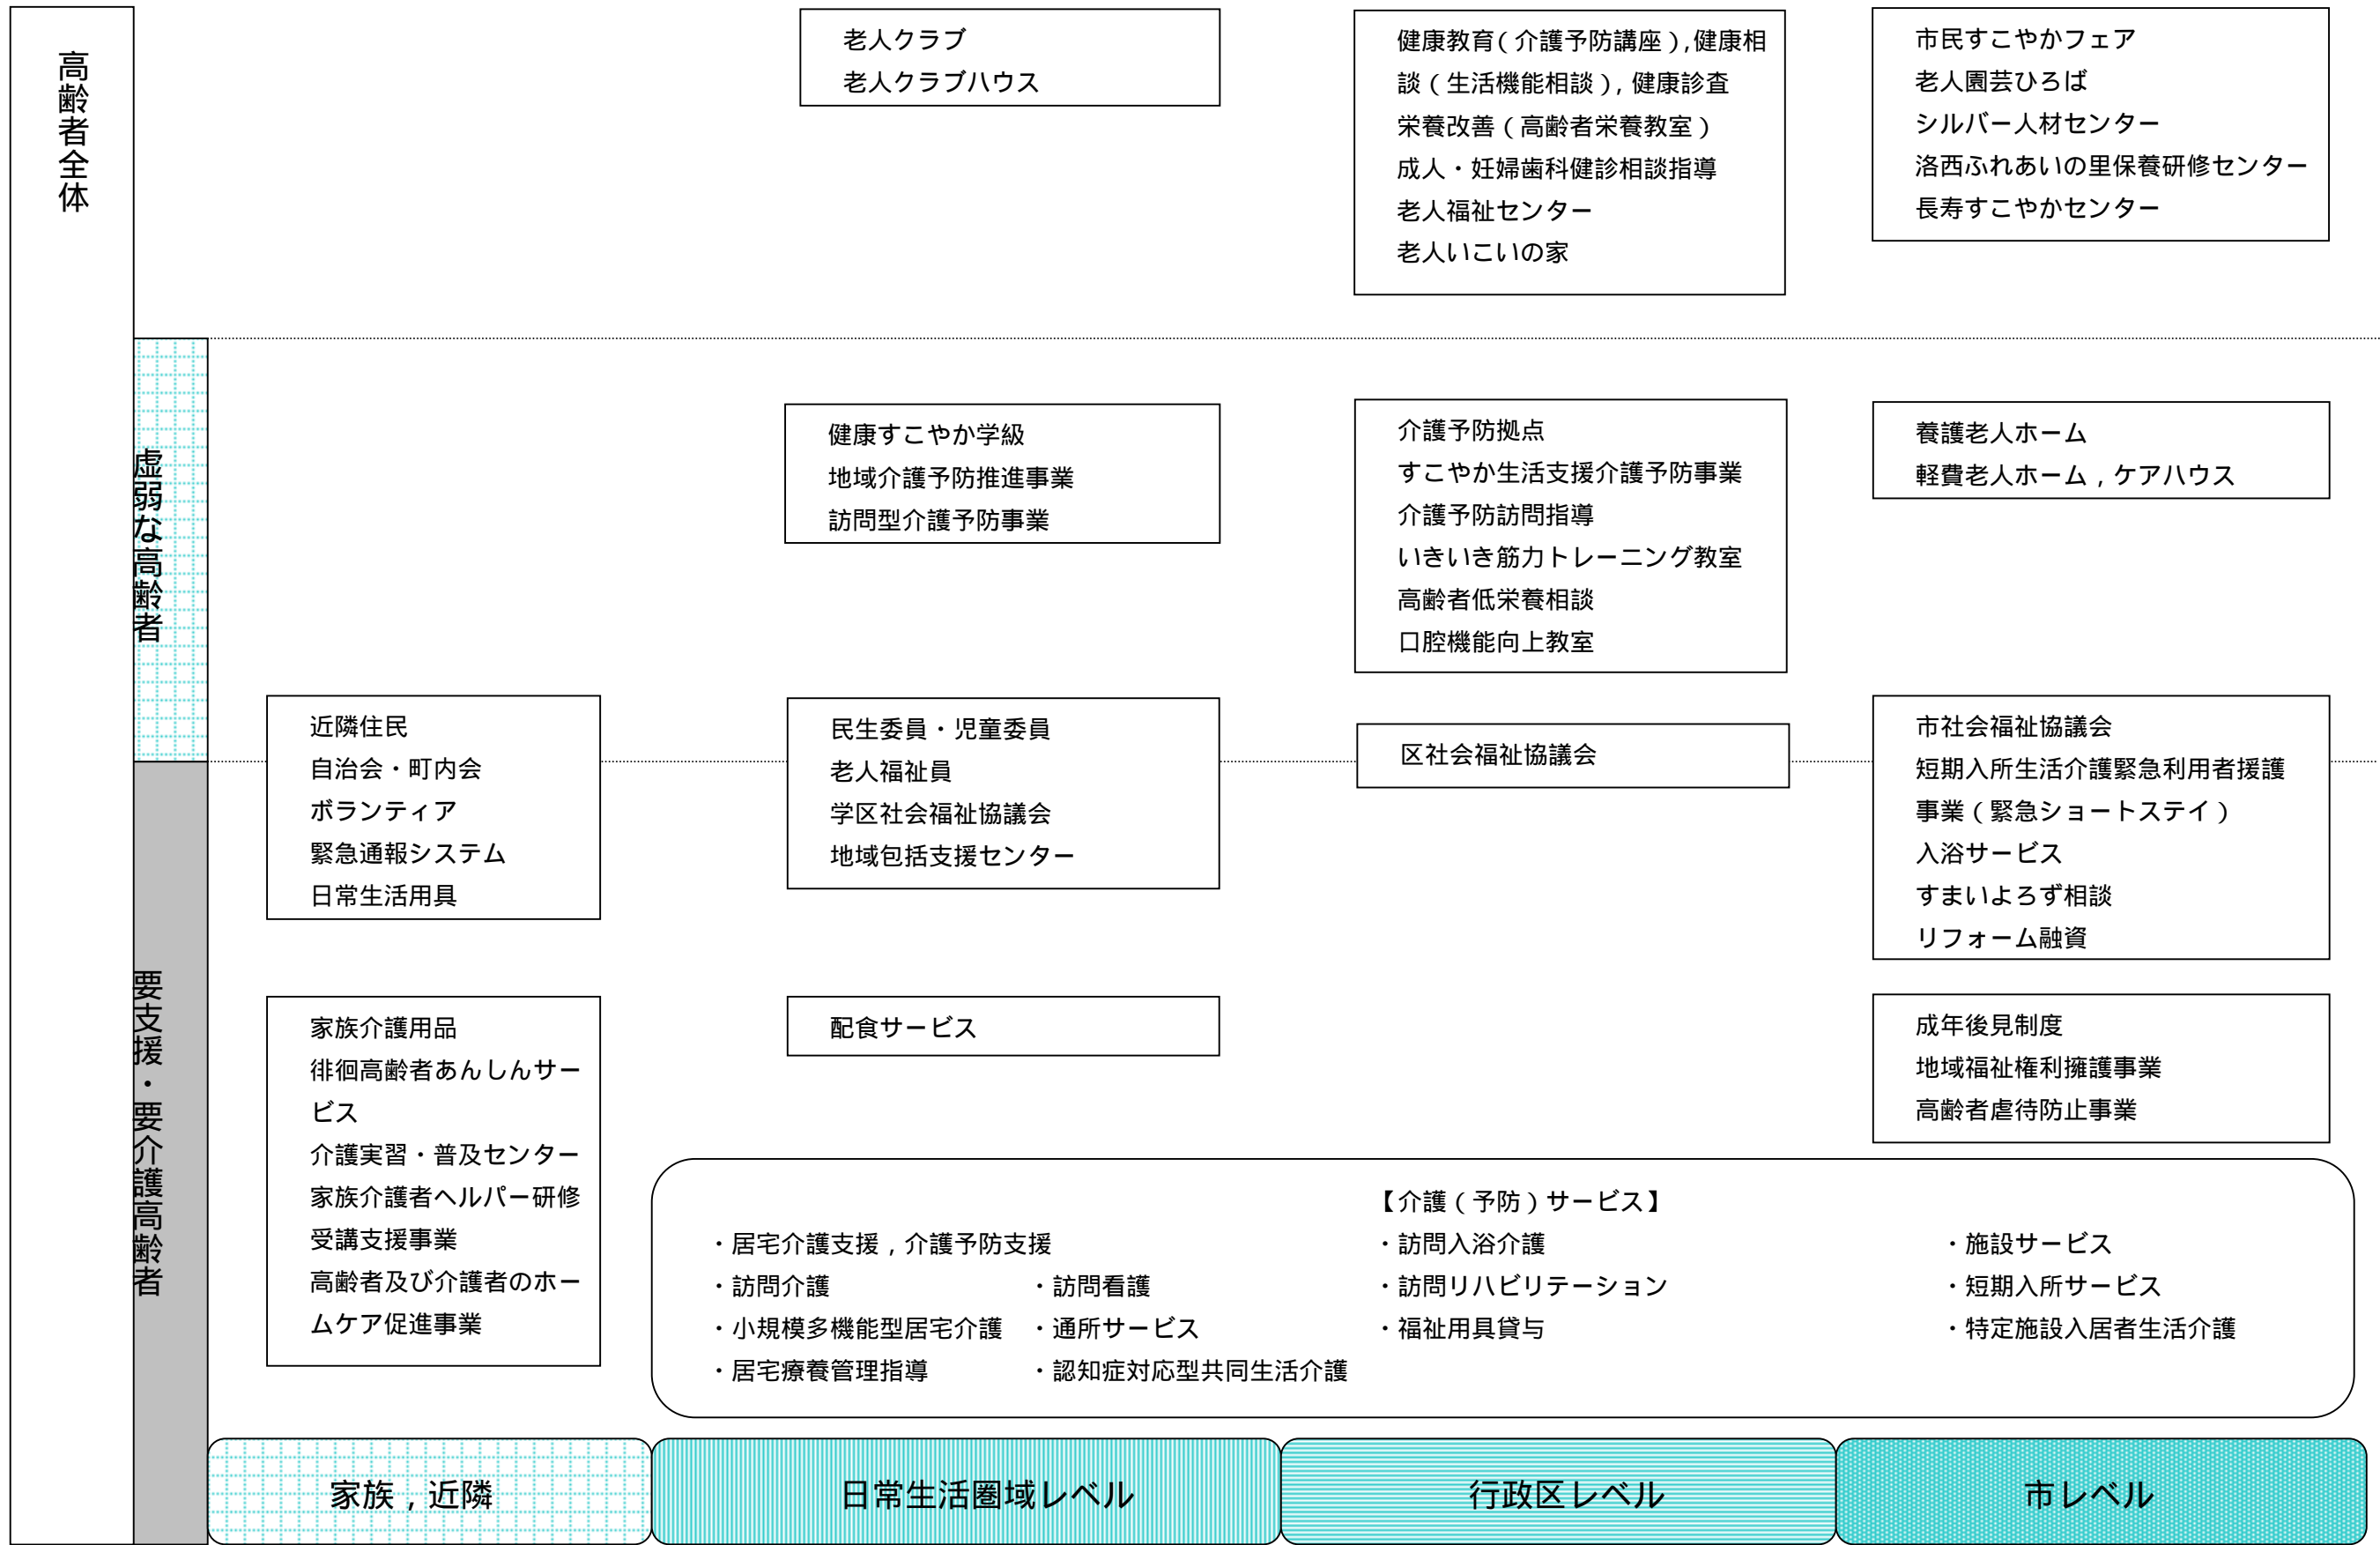 高齢者全体
老人クラブ
老人クラブハウス
健康教育（介護予防講座）,健康相
談（生活機能相談）, 健康診査
栄養改善（高齢者栄養教室）
成人・妊婦歯科健診相談指導
老人福祉センター
老人いこいの家
市民すこやかフェア
老人園芸ひろば
シルバー人材センター
洛西ふれあいの里保養研修センター
長寿すこやかセンター
虚弱な高齢者
健康すこやか学級
地域介護予防推進事業
訪問型介護予防事業
介護予防拠点
すこやか生活支援介護予防事業
介護予防訪問指導
いきいき筋力トレーニング教室
高齢者低栄養相談
口腔機能向上教室
養護老人ホーム
軽費老人ホーム，ケアハウス
近隣住民
自治会・町内会
ボランティア
緊急通報システム
日常生活用具
民生委員・児童委員
老人福祉員
学区社会福祉協議会
地域包括支援センター
区社会福祉協議会
市社会福祉協議会
短期入所生活介護緊急利用者援護
事業（緊急ショートステイ）
入浴サービス
すまいよろず相談
リフォーム融資
要支援・要介護高齢者
家族介護用品
徘徊高齢者あんしんサー
ビス
介護実習・普及センター
家族介護者ヘルパー研修
受講支援事業
高齢者及び介護者のホー
ムケア促進事業
配食サービス
成年後見制度
地域福祉権利擁護事業
高齢者虐待防止事業
【介護（予防）サービス】
・居宅介護支援，介護予防支援
・訪問入浴介護
・施設サービス
・訪問介護
・訪問看護
・訪問リハビリテーション
・短期入所サービス
・小規模多機能型居宅介護
・通所サービス
・福祉用具貸与
・特定施設入居者生活介護
・居宅療養管理指導
・認知症対応型共同生活介護
家族，近隣
日常生活圏域レベル
行政区レベル
市レベル